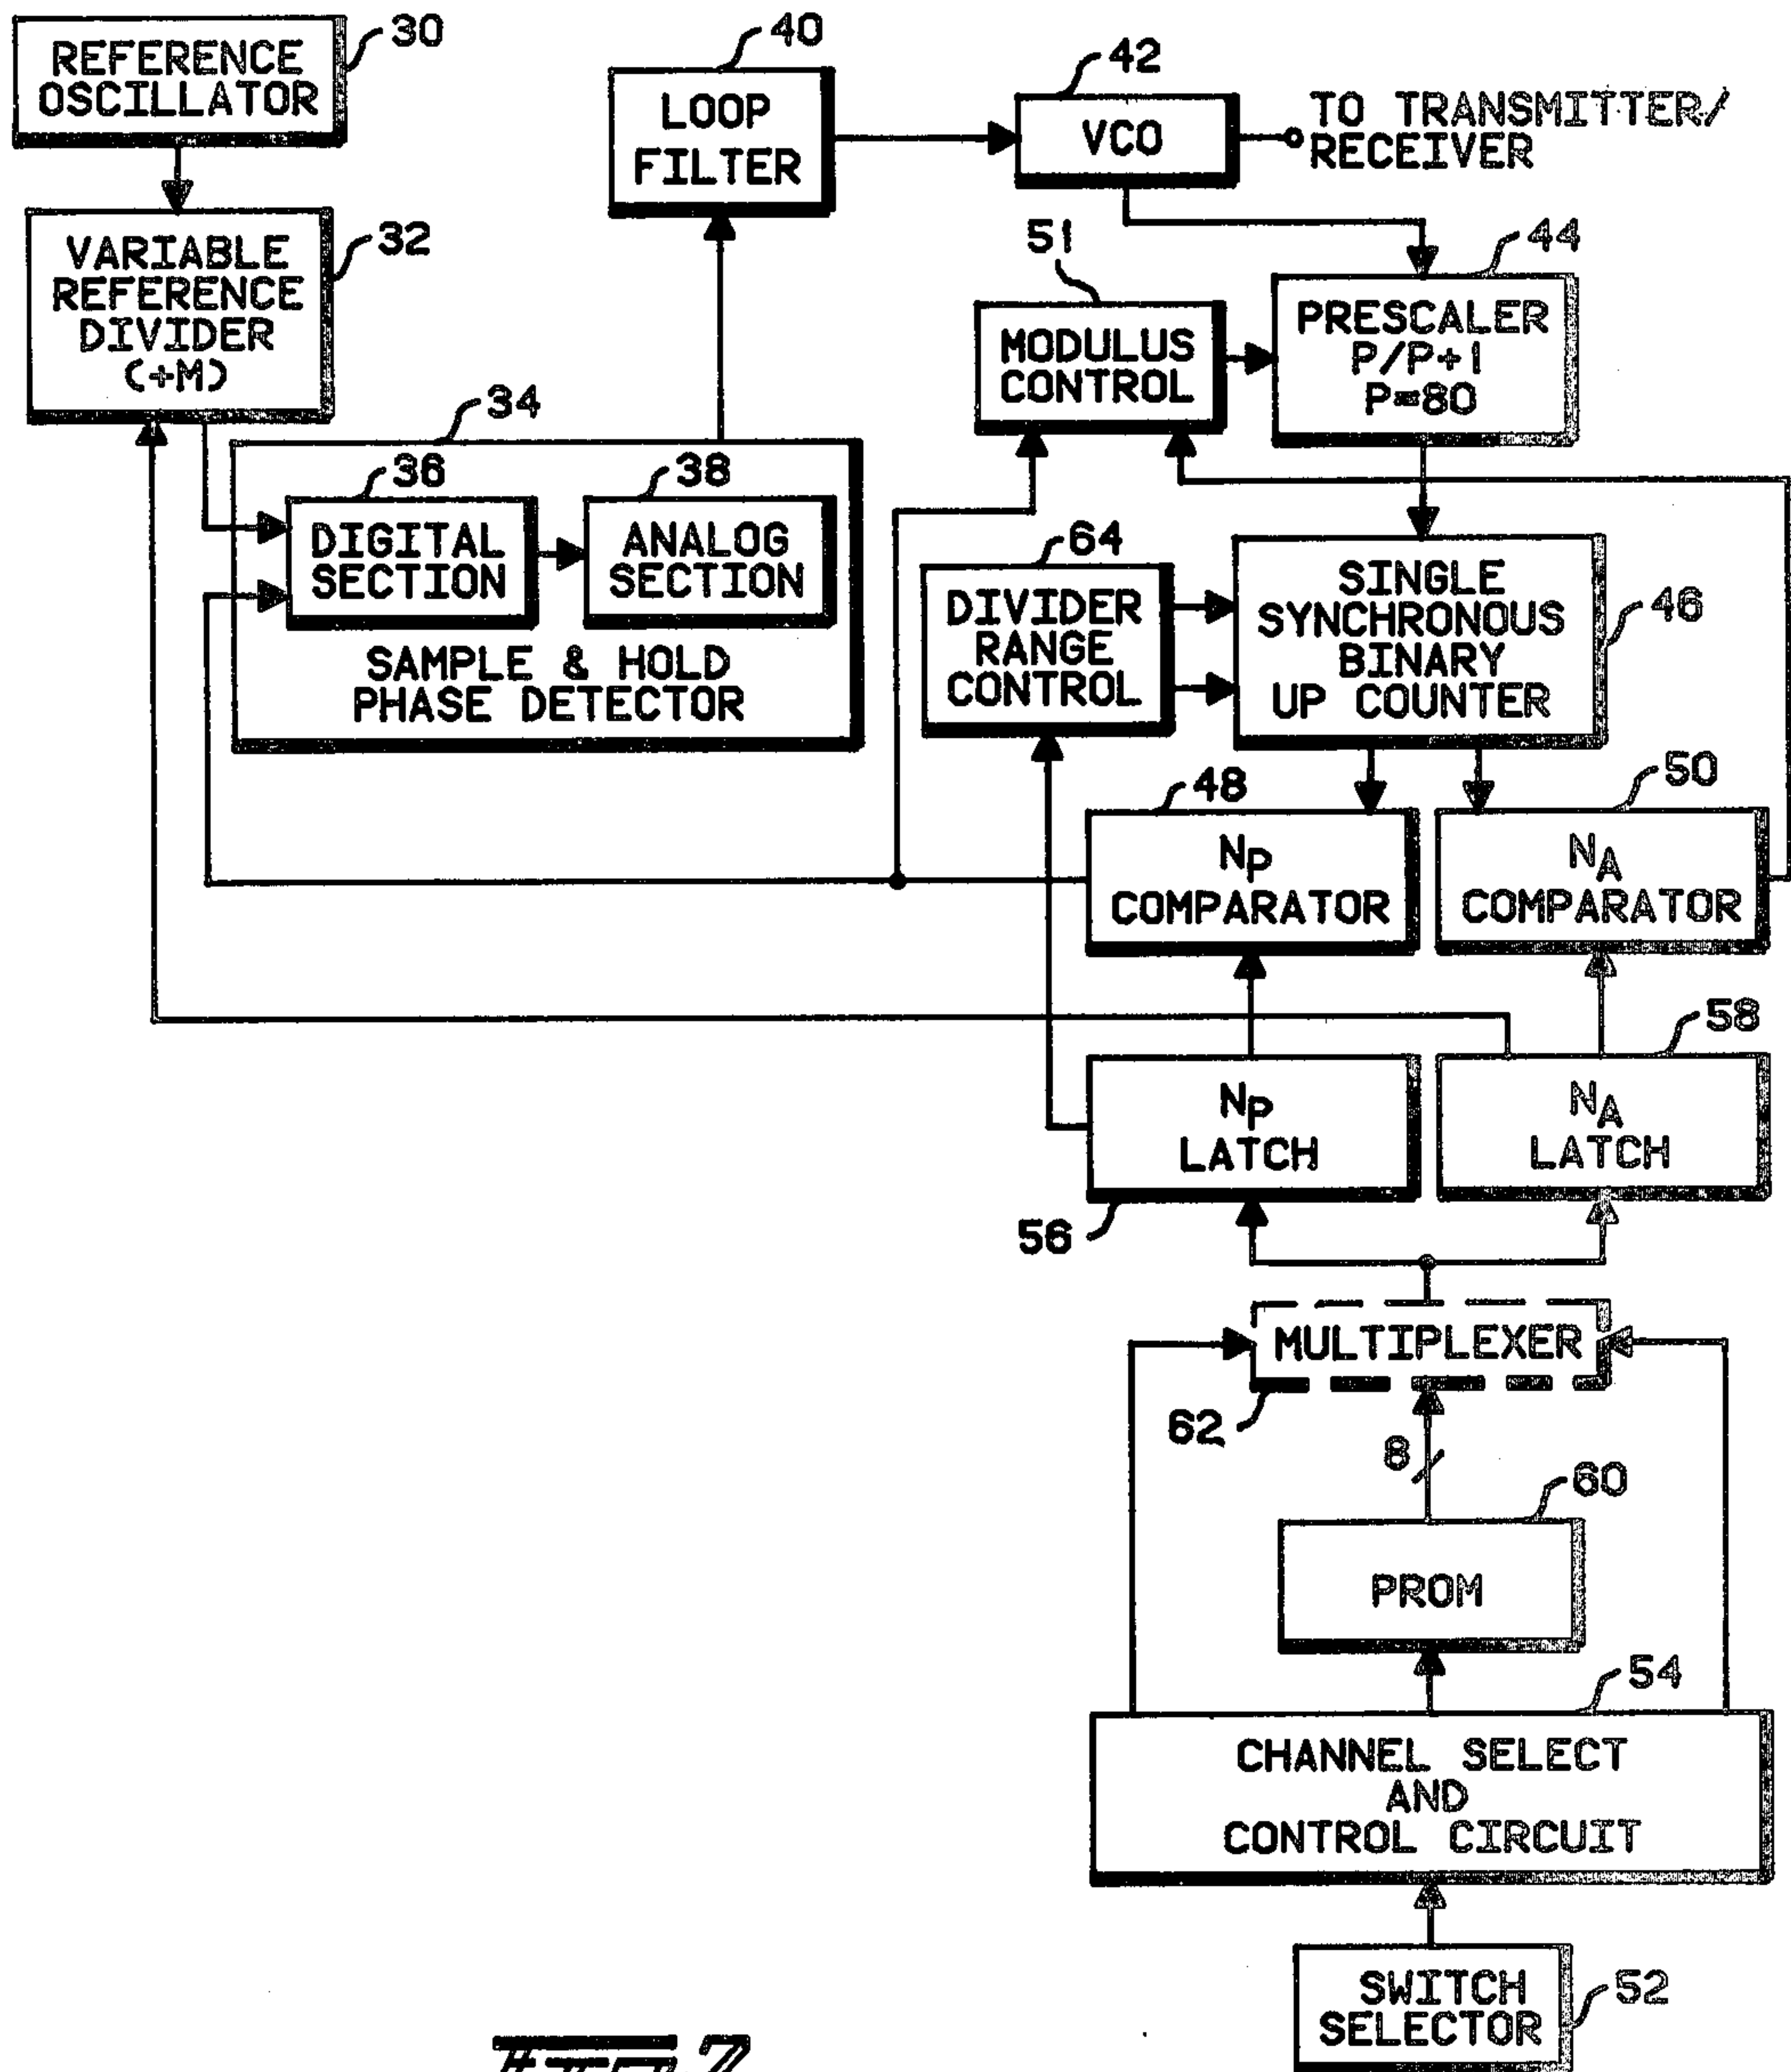 REFERENCE
OSCILLATOR
30
40
LOOP
FILTER
42
VCO
TO TRANSMITTER/
RECEIVER
VARIABLE
REFERENCE
DIVIDER
(÷M)
32
51
MODULUS
CONTROL
44
PRESCALER
P/P+1
P=80
34
36
DIGITAL
SECTION
38
ANALOG
SECTION
SAMPLE & HOLD
PHASE DETECTOR
64
DIVIDER
RANGE
CONTROL
SINGLE
SYNCHRONOUS
BINARY
UP COUNTER
46
48
NP
COMPARATOR
50
NA
COMPARATOR
NP
LATCH
56
58
NA
LATCH
MULTIPLEXER
62
8
60
PROM
54
CHANNEL SELECT
AND
CONTROL CIRCUIT
SWITCH
SELECTOR
52